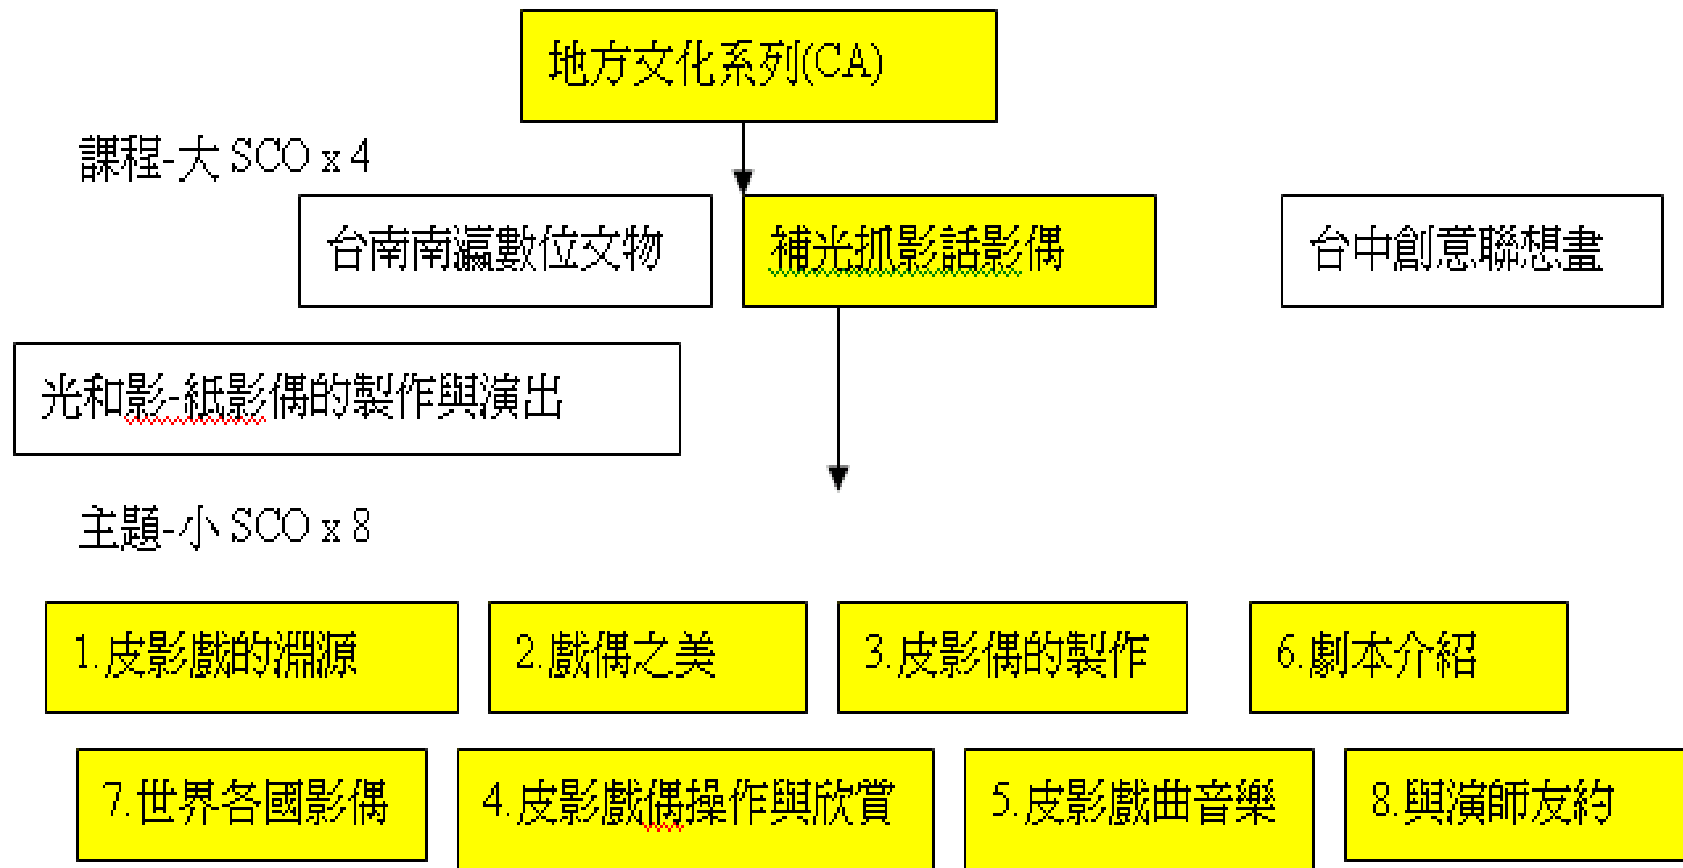 地方文化系列(CA)
課程-大 SCO x 4
台南南瀛數位文物
補光抓影話影偶
台中創意聯想畫
光和影-紙影偶的製作與演出
主題-小 SCO x 8
1.皮影戲的淵源
2.戲偶之美
3.皮影偶的製作
6.劇本介紹
7.世界各國影偶
4.皮影戲偶操作與欣賞
5.皮影戲曲音樂
8.與演師友約